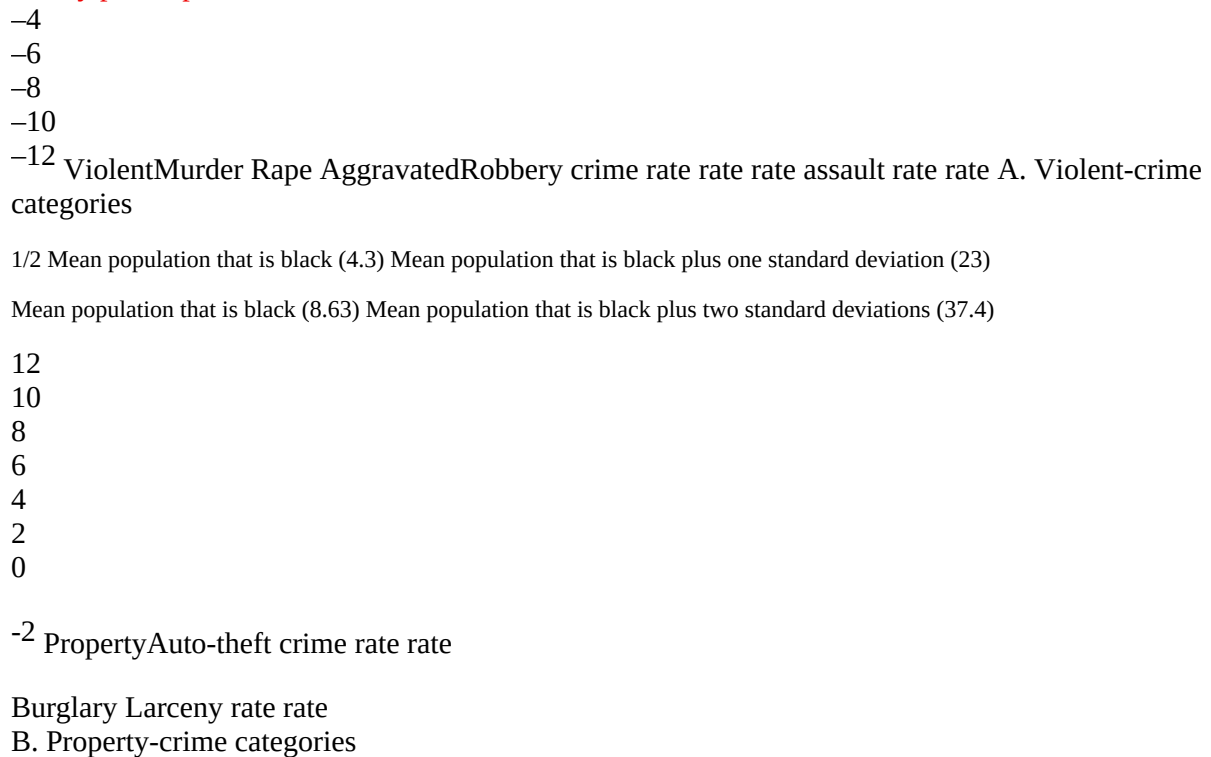 –4
–6
–8
–10
–12 ViolentMurder Rape AggravatedRobbery crime rate rate rate assault rate rate A. Violent-crime
categories
1/2 Mean population that is black (4.3) Mean population that is black plus one standard deviation (23)
Mean population that is black (8.63) Mean population that is black plus two standard deviations (37.4)
12
10
8
6
4
2
0
-2 PropertyAuto-theft crime rate rate
Burglary Larceny rate rate
B. Property-crime categories